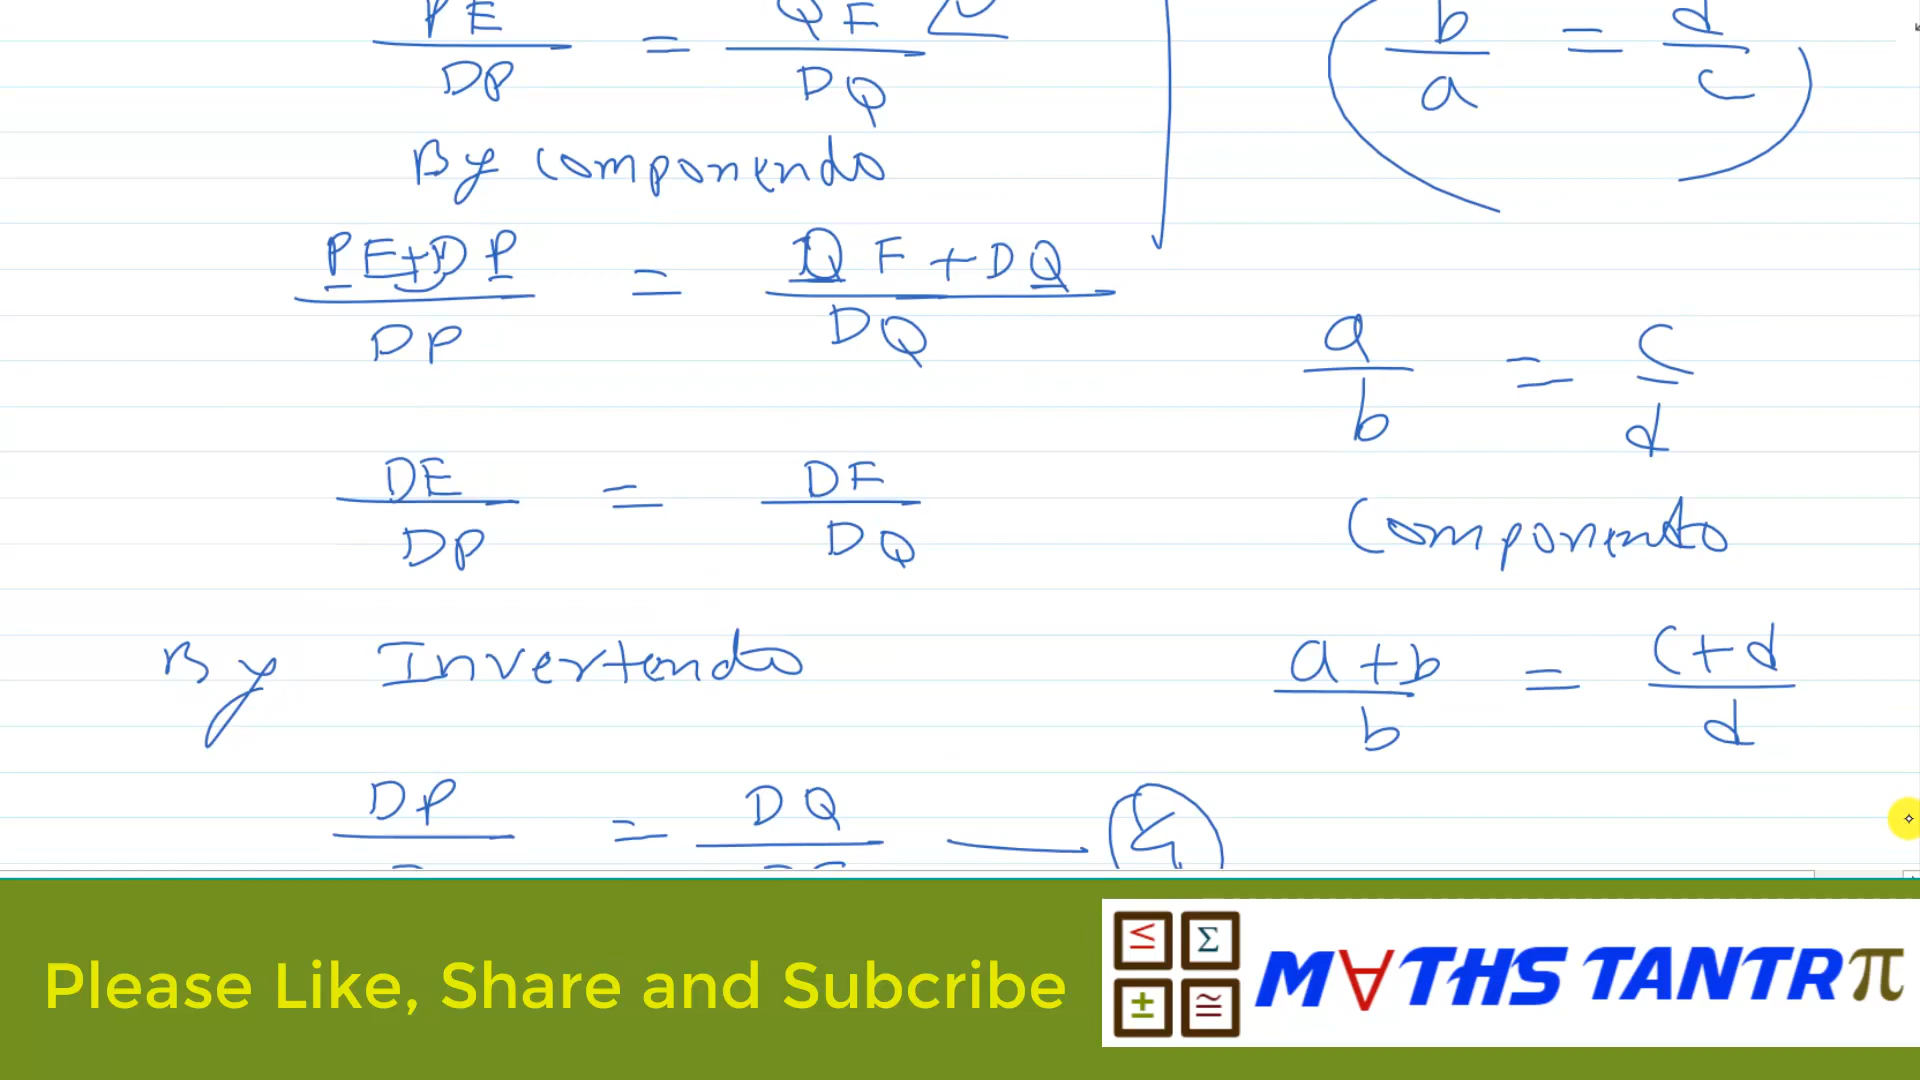 PE/DP = QF/DQ
b/a = d/c
By componendo
PE+DP/DP = QF+DQ/DQ
a/b = c/d
DE/DP = DF/DQ
Componendo
By Invertendo
a+b/b = c+d/d
DP = DQ — 4
Please Like, Share and Subcribe
≤ Σ
± ≅
M∀THS TANTRπ